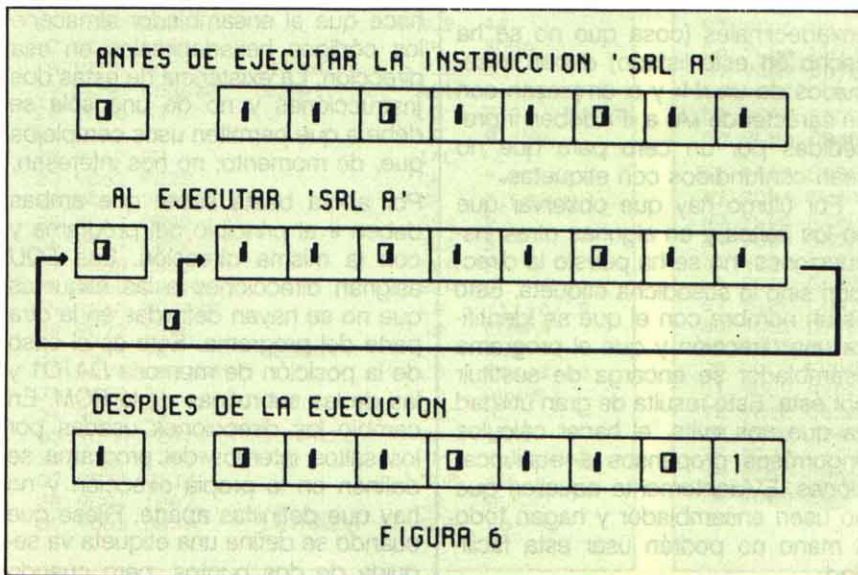 ANTES DE EJECUTAR LA INSTRUCCION 'SRL A'
0 1 1 0 1 1 0 1 1
AL EJECUTAR 'SRL A'
0 1 1 0 1 1 0 1 1
0
DESPUES DE LA EJECUCION
1 0 1 1 0 1 1 0 1
FIGURA 6